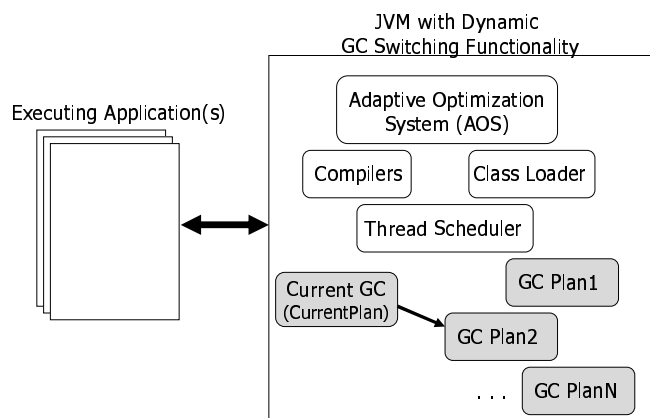 JVM with Dynamic
GC Switching Functionality
Executing Application(s)
Adaptive Optimization
System (AOS)
Compilers
Class Loader
Thread Scheduler
Current GC
(CurrentPlan)
GC Plan1
GC Plan2
. . .
GC PlanN